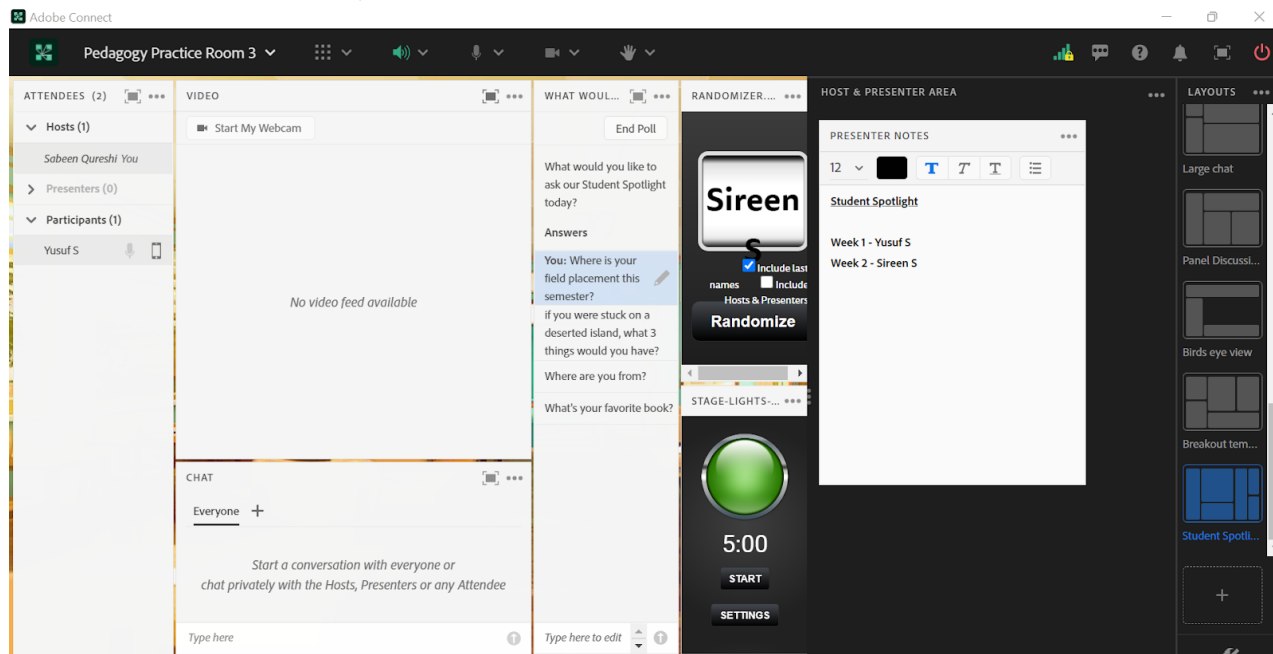 Adobe Connect
Pedagogy Practice Room 3
ATTENDEES (2)
Hosts (1)
Sabeen Qureshi You
Presenters (0)
Participants (1)
Yusuf S
VIDEO
Start My Webcam
No video feed available
CHAT
Everyone
Start a conversation with everyone or
chat privately with the Hosts, Presenters or any Attendee
Type here
WHAT WOUL...
End Poll
What would you like to
ask our Student Spotlight
today?
Answers
You: Where is your
field placement this
semester?
if you were stuck on a
deserted island, what 3
things would you have?
Where are you from?
What's your favorite book?
Type here to edit
RANDOMIZER....
Sireen
S
Include last
names Include
Hosts & Presenters
Randomize
STAGE-LIGHTS-...
5:00
START
SETTINGS
HOST & PRESENTER AREA
PRESENTER NOTES
12 T T T
Student Spotlight
Week 1 - Yusuf S
Week 2 - Sireen S
LAYOUTS
Large chat
Panel Discussi...
Birds eye view
Breakout tem...
Student Spotli...